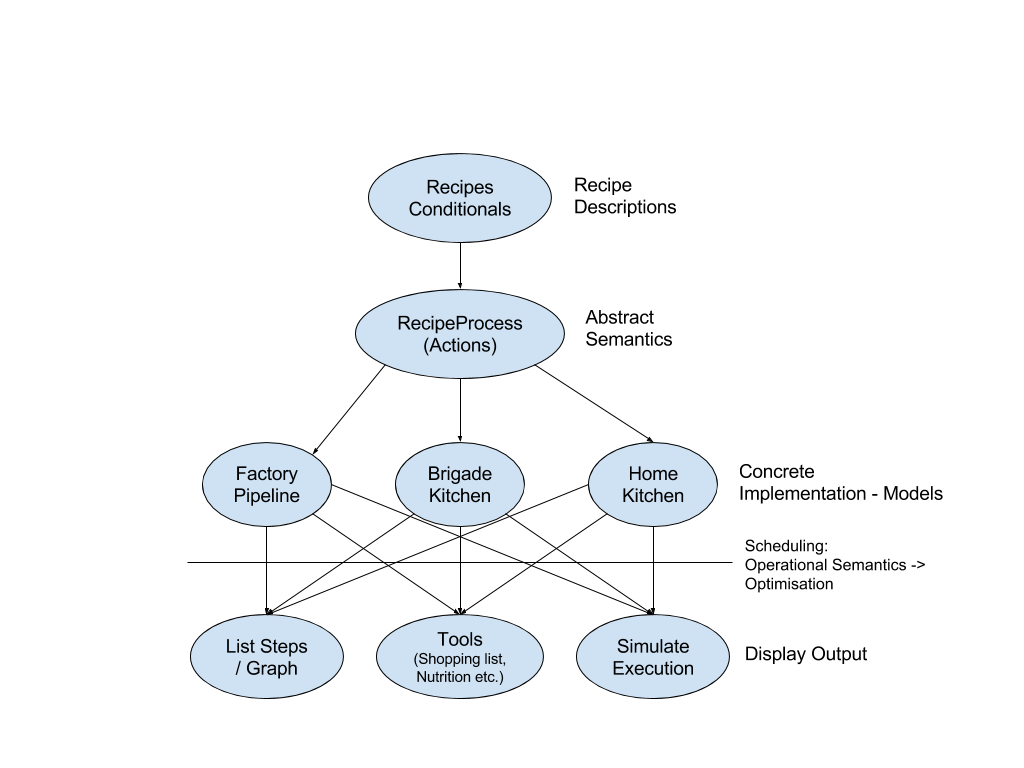 Recipes
Conditionals
Recipe
Descriptions
RecipeProcess
(Actions)
Abstract
Semantics
Factory
Pipeline
Brigade
Kitchen
Home
Kitchen
Concrete
Implementation - Models
Scheduling:
Operational Semantics ->
Optimisation
List Steps
/ Graph
Tools
(Shopping list,
Nutrition etc.)
Simulate
Execution
Display Output